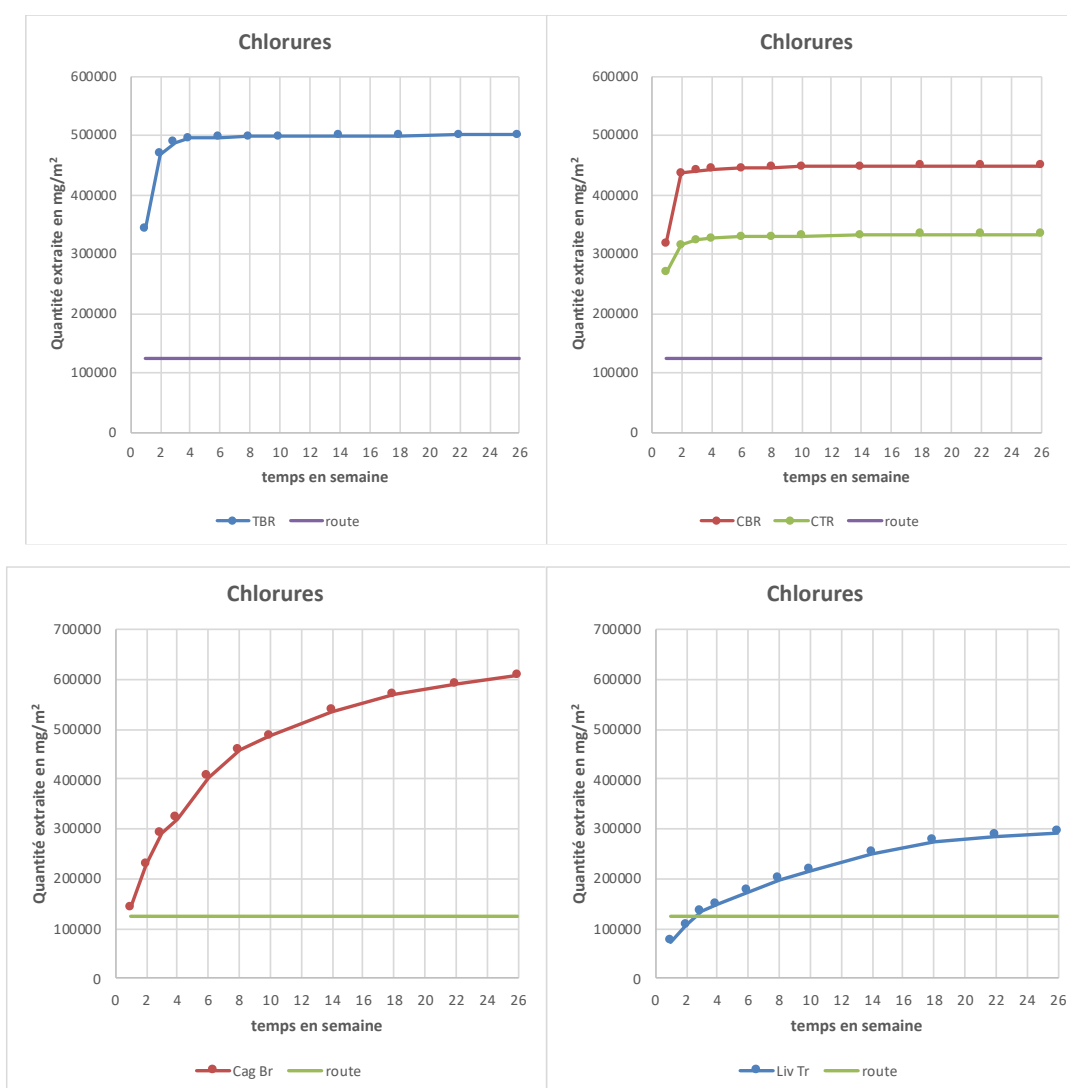 Chlorures
600000
500000
400000
300000
200000
100000
0
Quantité extraite en mg/m²
0 2 4 6 8 10 12 14 16 18 20 22 24 26
temps en semaine
TBR route
Chlorures
600000
500000
400000
300000
200000
100000
0
Quantité extraite en mg/m²
0 2 4 6 8 10 12 14 16 18 20 22 24 26
temps en semaine
CBR CTR route
Chlorures
700000
600000
500000
400000
300000
200000
100000
0
Quantité extraite en mg/m²
0 2 4 6 8 10 12 14 16 18 20 22 24 26
temps en semaine
Cag Br route
Chlorures
700000
600000
500000
400000
300000
200000
100000
0
Quantité extraite en mg/m²
0 2 4 6 8 10 12 14 16 18 20 22 24 26
temps en semaine
Liv Tr route